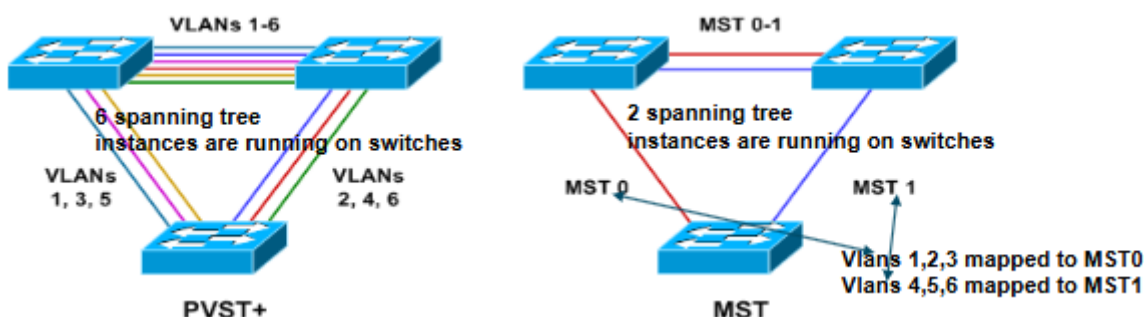 VLANs 1-6
6 spanning tree
instances are running on switches
VLANs
1, 3, 5
VLANs
2, 4, 6
PVST+
MST 0-1
2 spanning tree
instances are running on switches
MST 0
MST 1
Vlans 1,2,3 mapped to MST0
Vlans 4,5,6 mapped to MST1
MST